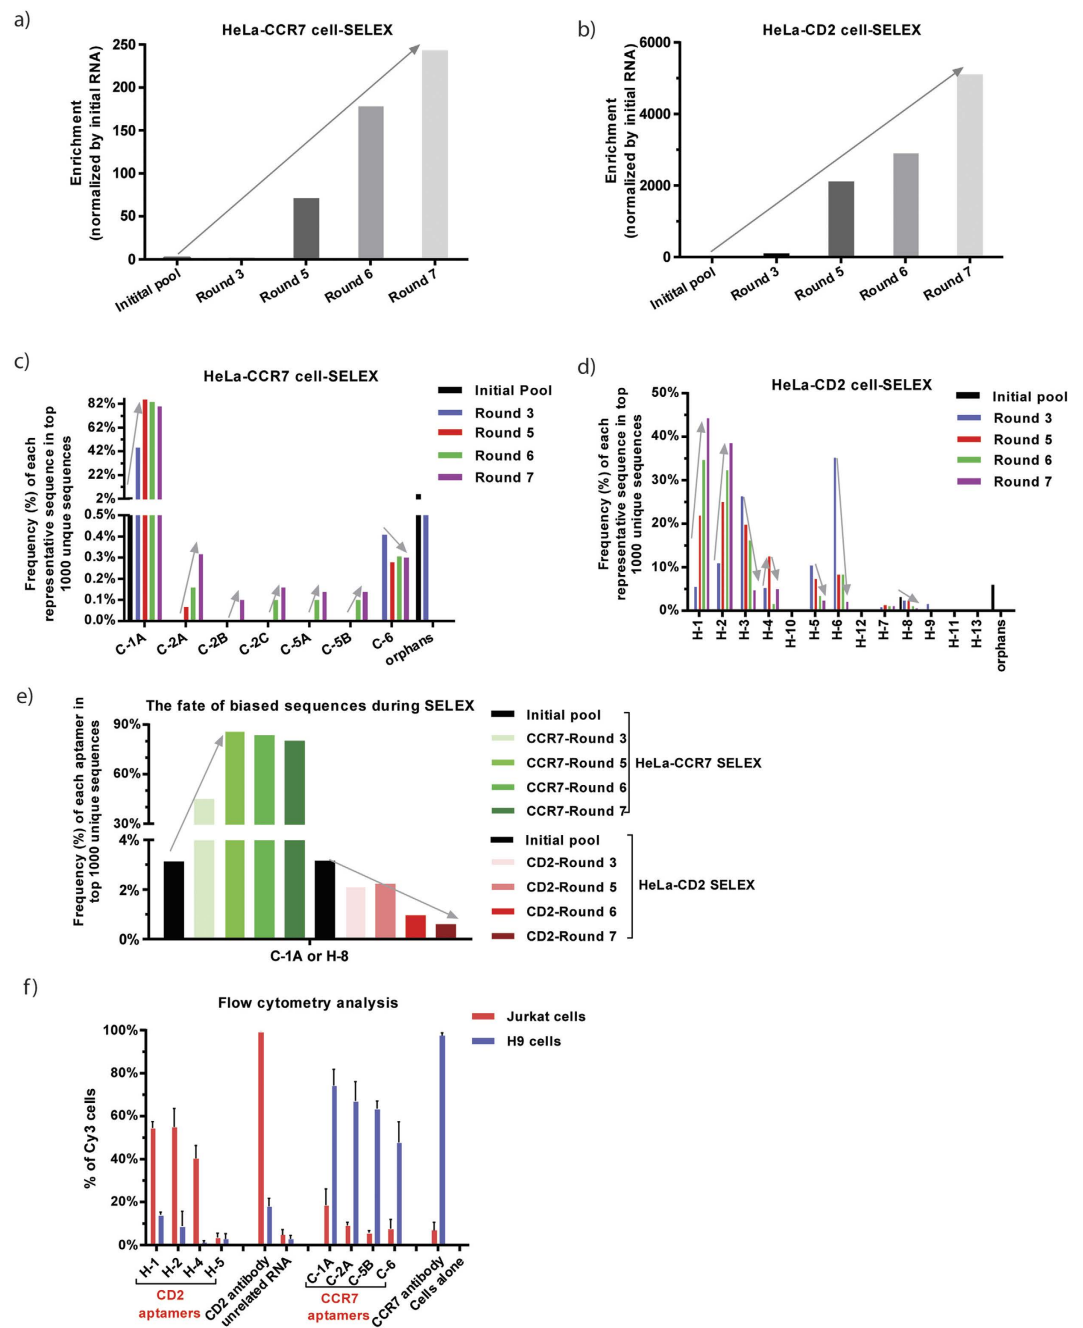 a)
HeLa-CCR7 cell-SELEX
Enrichment
(normalized by initial RNA)
250
200
150
100
50
0
Initital pool
Round 3
Round 5
Round 6
Round 7
b)
HeLa-CD2 cell-SELEX
Enrichment
(normalized by initial RNA)
6000
4000
2000
0
Initital pool
Round 3
Round 5
Round 6
Round 7
c)
HeLa-CCR7 cell-SELEX
Frequency (%) of each
representative sequence in top
1000 unque sequences
82%
62%
42%
22%
2%
0.5%
0.4%
0.3%
0.2%
0.1%
0.0%
C-1A
C-2A
C-2B
C-2C
C-5A
C-5B
C-6
orphans
Initial Pool
Round 3
Round 5
Round 6
Round 7
d)
HeLa-CD2 cell-SELEX
Frequency (%) of each
representative sequence in top
1000 unique sequences
50%
40%
30%
20%
10%
0%
H-1
H-2
H-3
H-4
H-10
H-5
H-6
H-12
H-7
H-8
H-9
H-11
H-13
orphans
Initial pool
Round 3
Round 5
Round 6
Round 7
e)
The fate of biased sequences during SELEX
Frequency (%) of each aptamer in
top 1000 unique sequences
90%
60%
30%
4%
2%
0%
C-1A or H-8
Initial pool
CCR7-Round 3
CCR7-Round 5
CCR7-Round 6
CCR7-Round 7
HeLa-CCR7 SELEX
Initial pool
CD2-Round 3
CD2-Round 5
CD2-Round 6
CD2-Round 7
HeLa-CD2 SELEX
f)
Flow cytometry analysis
% of Cy3 cells
100%
80%
60%
40%
20%
0%
H-1
H-2
H-4
H-5
CD2 antibody
unrelated RNA
C-1A
C-2A
C-5B
C-6
CCR7 antibody
Cells alone
CD2
aptamers
CCR7
aptamers
Jurkat cells
H9 cells